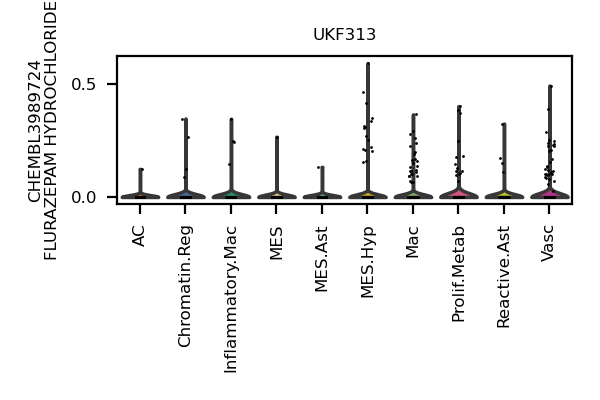 UKF313
CHEMBL3989724
FLURAZEPAM HYDROCHLORIDE
0.5
0.0
AC
Chromatin.Reg
Inflammatory.Mac
MES
MES.Ast
MES.Hyp
Mac
Prolif.Metab
Reactive.Ast
Vasc